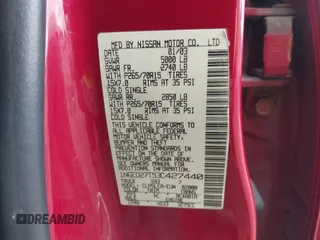 MFD BY NISSAN MOTOR CO. LTD
DATE 01/03
GVWR 5000 LB
GAWR FR. 2740 LB
WITH P265/70R15 TIRES
15X7.0 RIMS AT 35 PSI
COLD SINGLE
GAWR RR. 2850 LB
WITH P265/70R15 TIRES
15X7.0 RIMS AT 35 PSI
COLD SINGLE
THIS VEHICLE CONFORMS TO ALL
APPLICABLE FEDERAL MOTOR
VEHICLE SAFETY, BUMPER AND THEFT
PREVENTION STANDARDS IN EFFECT
ON THE DATE OF MANUFACTURE
SHOWN ABOVE
1N6ED27T53C427440
TRUCK
© RIDEAMBID